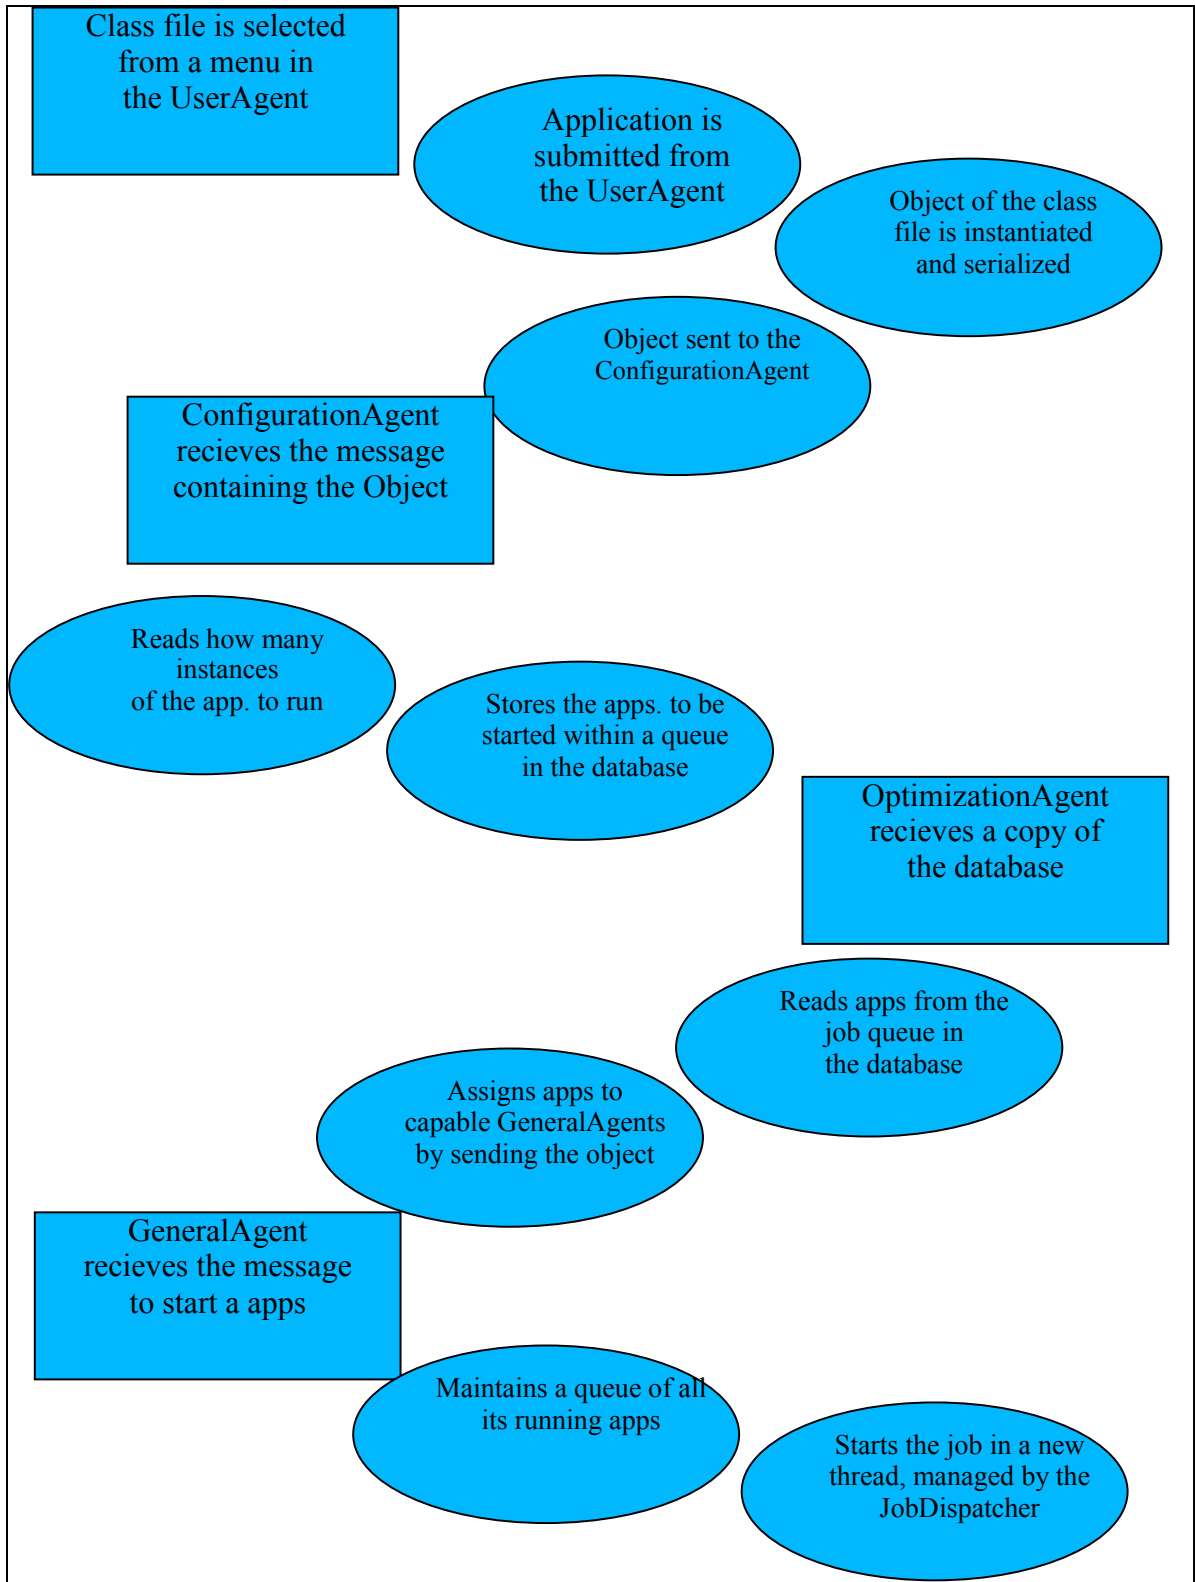 Class file is selected
from a menu in
the UserAgent
Application is
submitted from
the UserAgent
Object of the class
file is instantiated
and serialized
Object sent to the
ConfigurationAgent
ConfigurationAgent
recieves the message
containing the Object
Reads how many
instances
of the app. to run
Stores the apps. to be
started within a queue
in the database
OptimizationAgent
recieves a copy of
the database
Reads apps from the
job queue in
the database
Assigns apps to
capable GeneralAgents
by sending the object
GeneralAgent
recieves the message
to start a apps
Maintains a queue of all
its running apps
Starts the job in a new
thread, managed by the
JobDispatcher